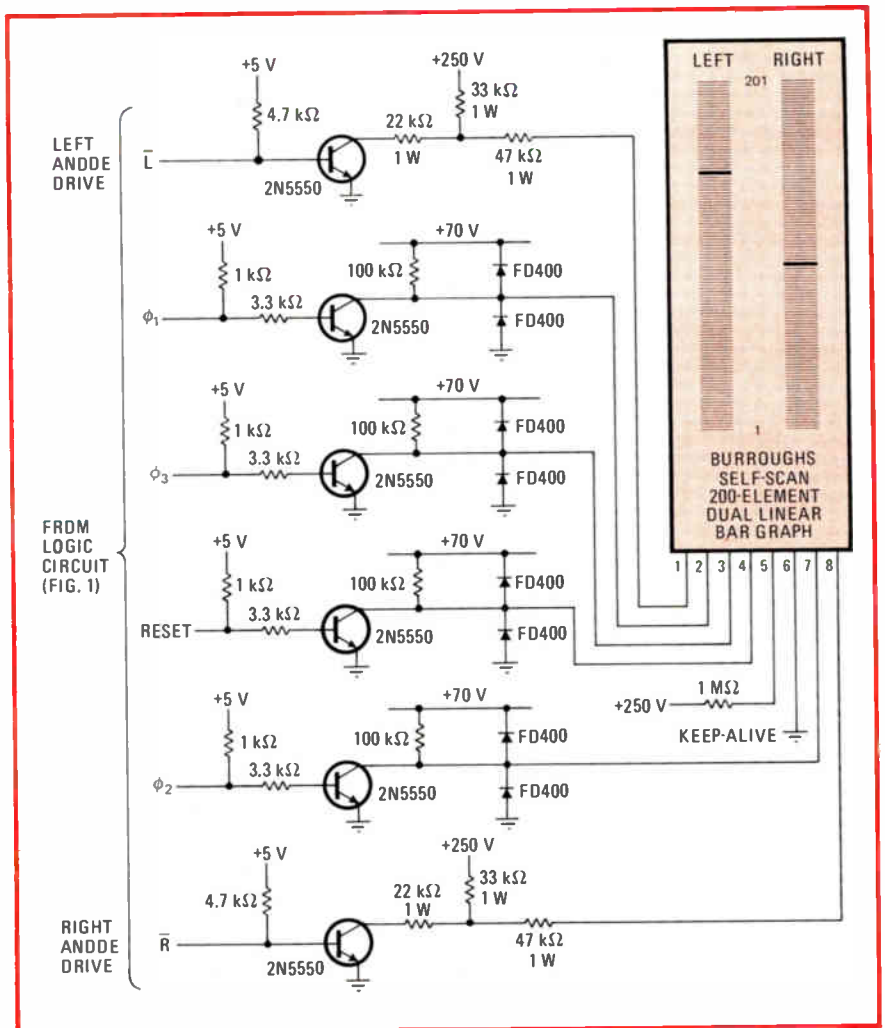 LEFT RIGHT
201
1
BURROUGHS
SELF-SCAN
200-ELEMENT
DUAL LINEAR
BAR GRAPH
1 2 3 4 5 6 7 8
FRDM
LOGIC
CIRCUIT
(FIG. 1)
LEFT
ANDDE
DRIVE
L̅
+5 V
4.7 kΩ
2N5550
22 kΩ
1 W
+250 V
33 kΩ
1 W
47 kΩ
1 W
ϕ₁
+5 V
1 kΩ
3.3 kΩ
2N5550
+70 V
100 kΩ
FD400
FD400
ϕ₃
+5 V
1 kΩ
3.3 kΩ
2N5550
+70 V
100 kΩ
FD400
FD400
RESET
+5 V
1 kΩ
3.3 kΩ
2N5550
+70 V
100 kΩ
FD400
FD400
+250 V
1 MΩ
KEEP-ALIVE
ϕ₂
+5 V
1 kΩ
3.3 kΩ
2N5550
+70 V
100 kΩ
FD400
FD400
RIGHT
ANDDE
DRIVE
R̅
+5 V
4.7 kΩ
2N5550
22 kΩ
1 W
+250 V
33 kΩ
1 W
47 kΩ
1 W